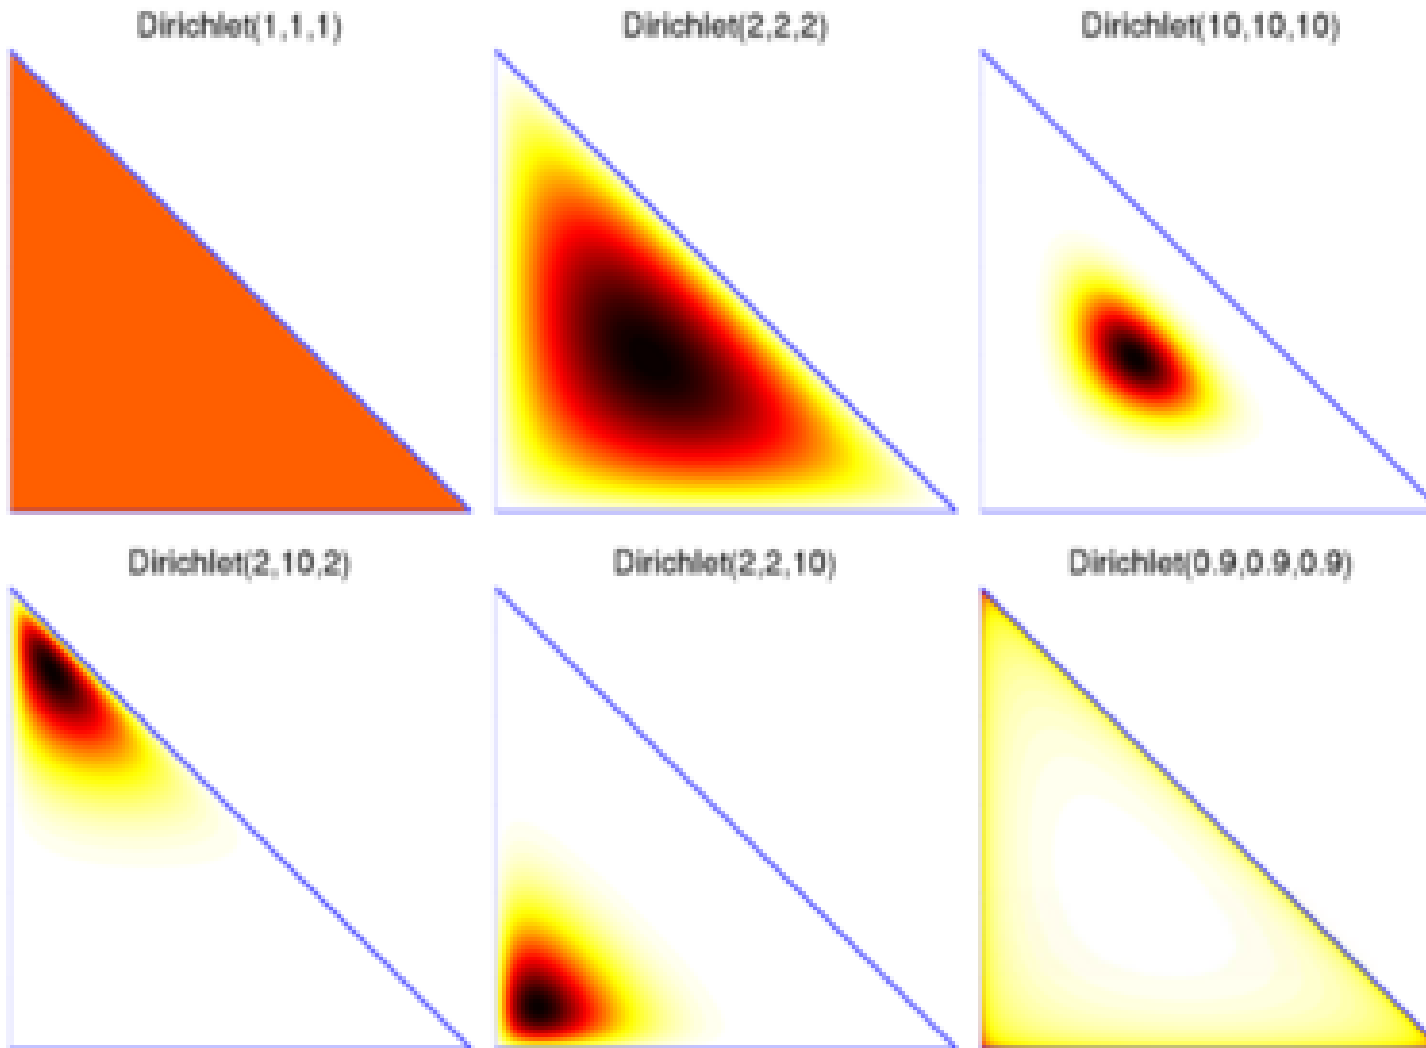 Dirichlet(1,1,1)
Dirichlet(2,2,2)
Dirichlet(10,10,10)
Dirichlet(2,10,2)
Dirichlet(2,2,10)
Dirichlet(0.9,0.9,0.9)